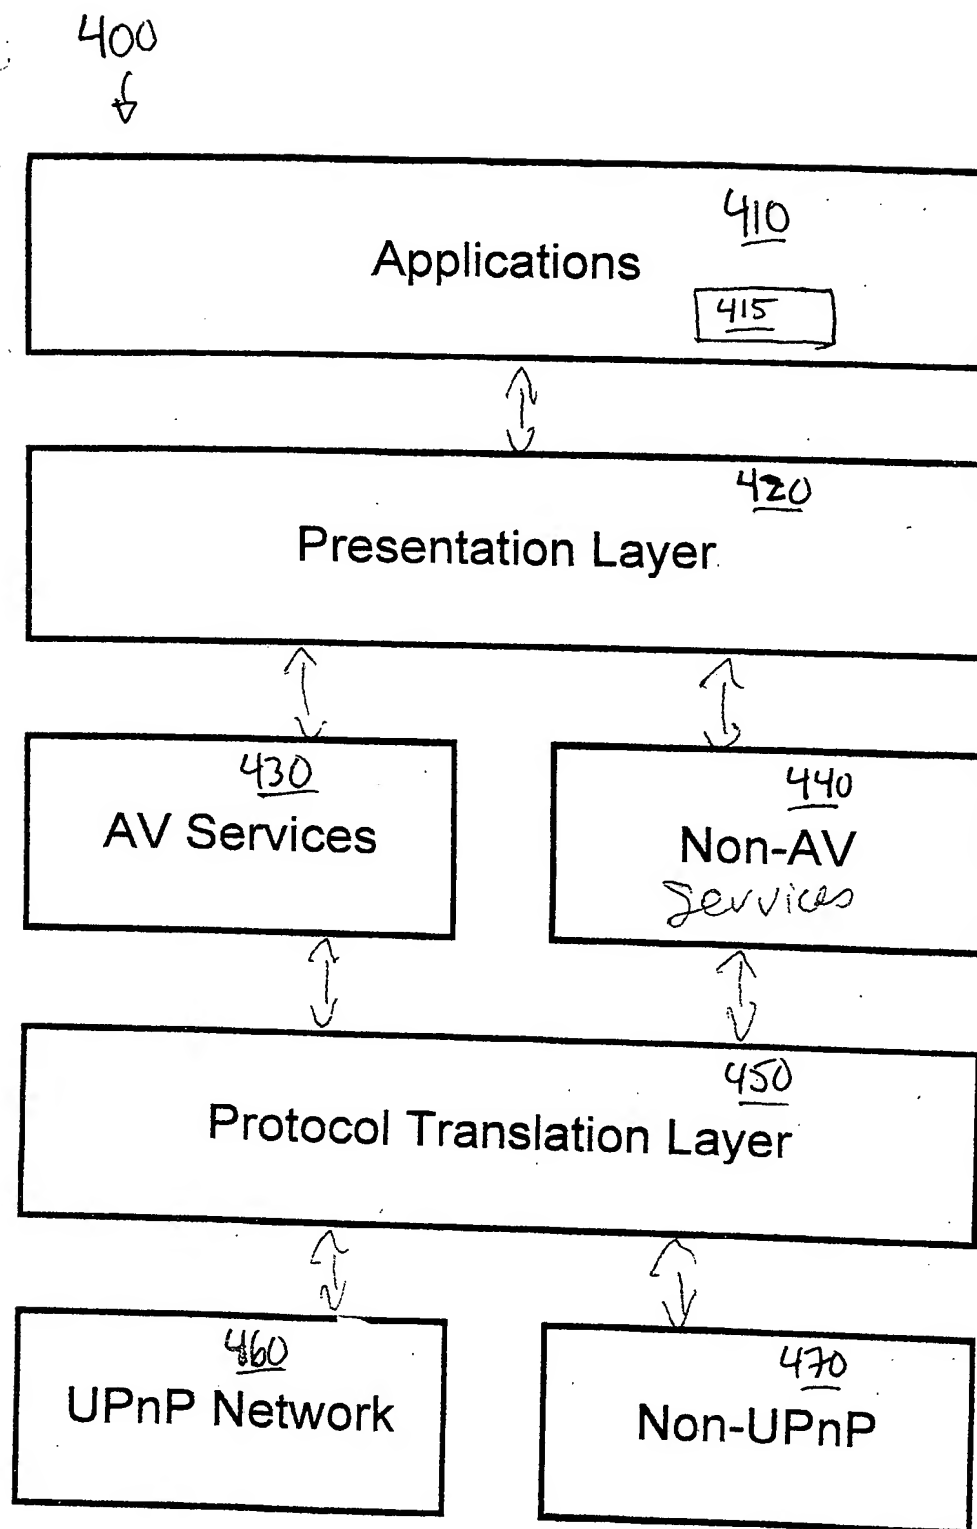 400
410
Applications
415
420
Presentation Layer
430
AV Services
440
Non-AV
Services
450
Protocol Translation Layer
460
UPnP Network
470
Non-UPnP